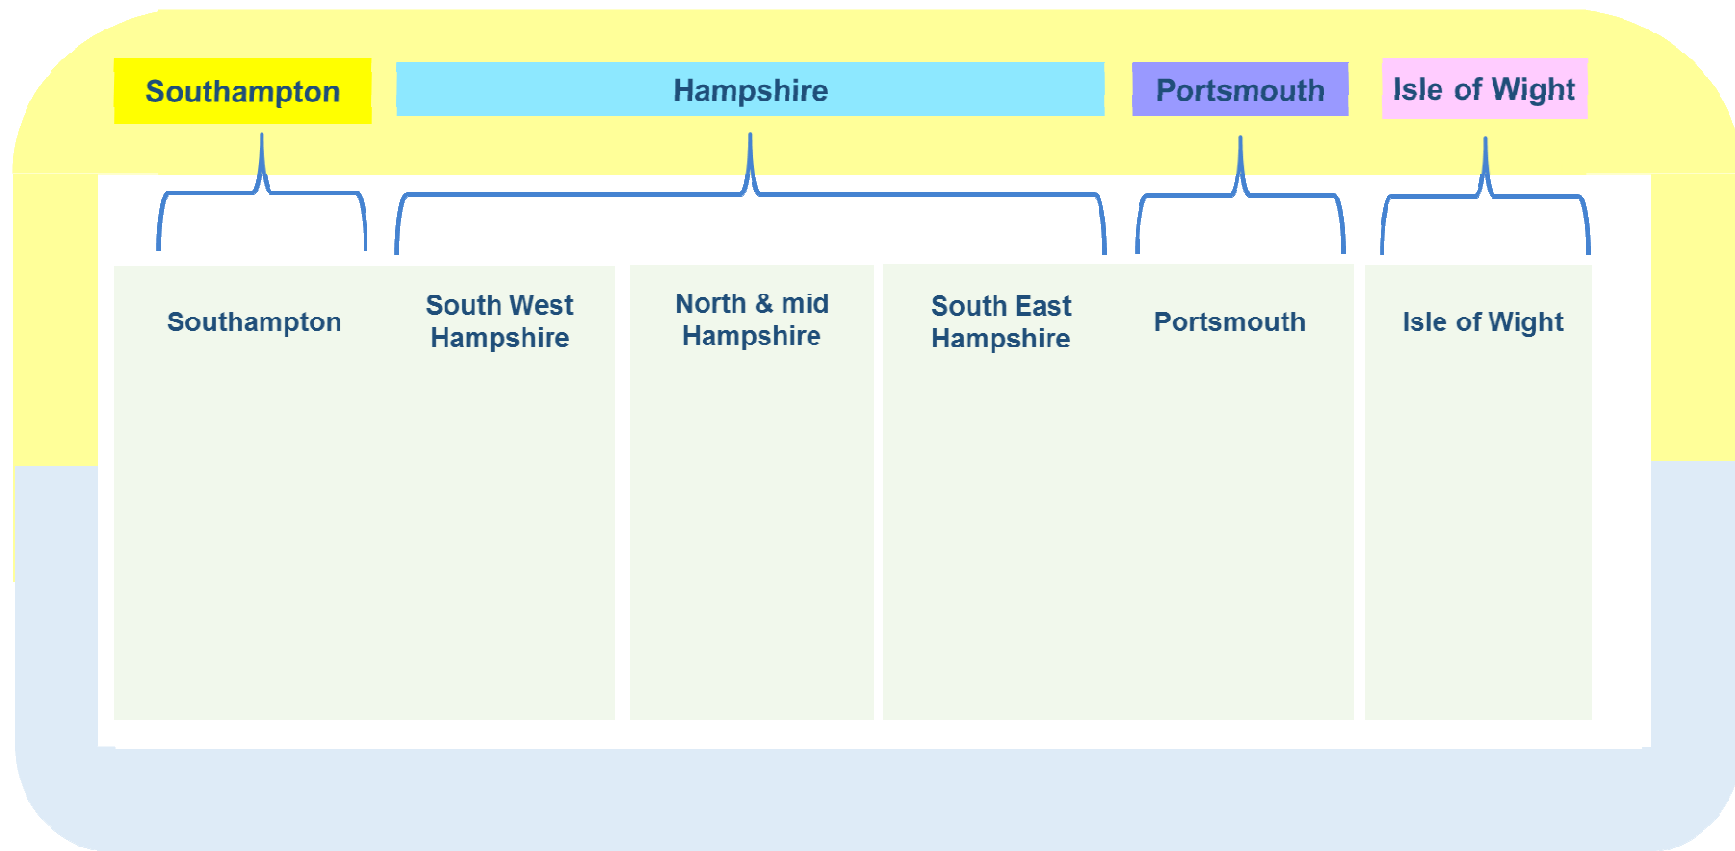 Southampton
Hampshire
Portsmouth
Isle of Wight
Southampton
South West
Hampshire
North & mid
Hampshire
South East
Hampshire
Portsmouth
Isle of Wight